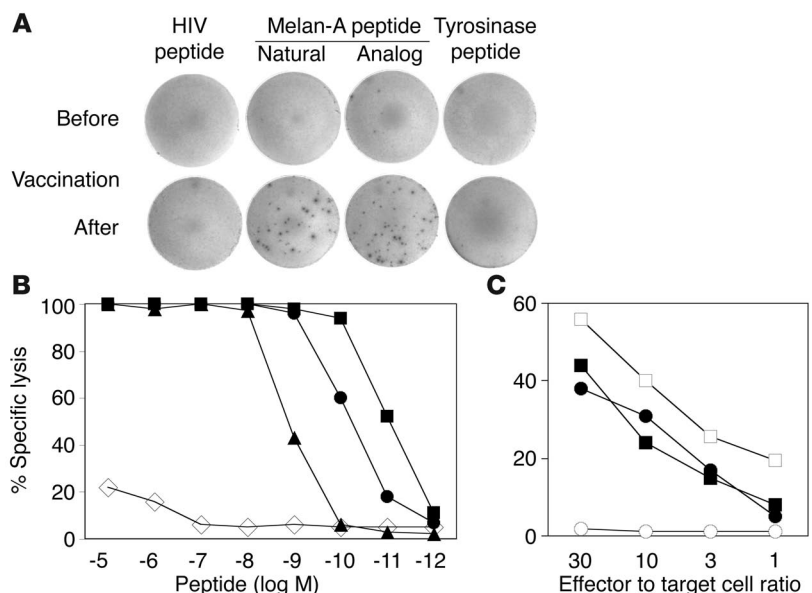 A
HIV peptide
Melan-A peptide
Natural
Analog
Tyrosinase peptide
Before
Vaccination
After
B
% Specific lysis
100
80
60
40
20
0
-5 -6 -7 -8 -9 -10 -11 -12
Peptide (log M)
C
60
40
20
0
30 10 3 1
Effector to target cell ratio